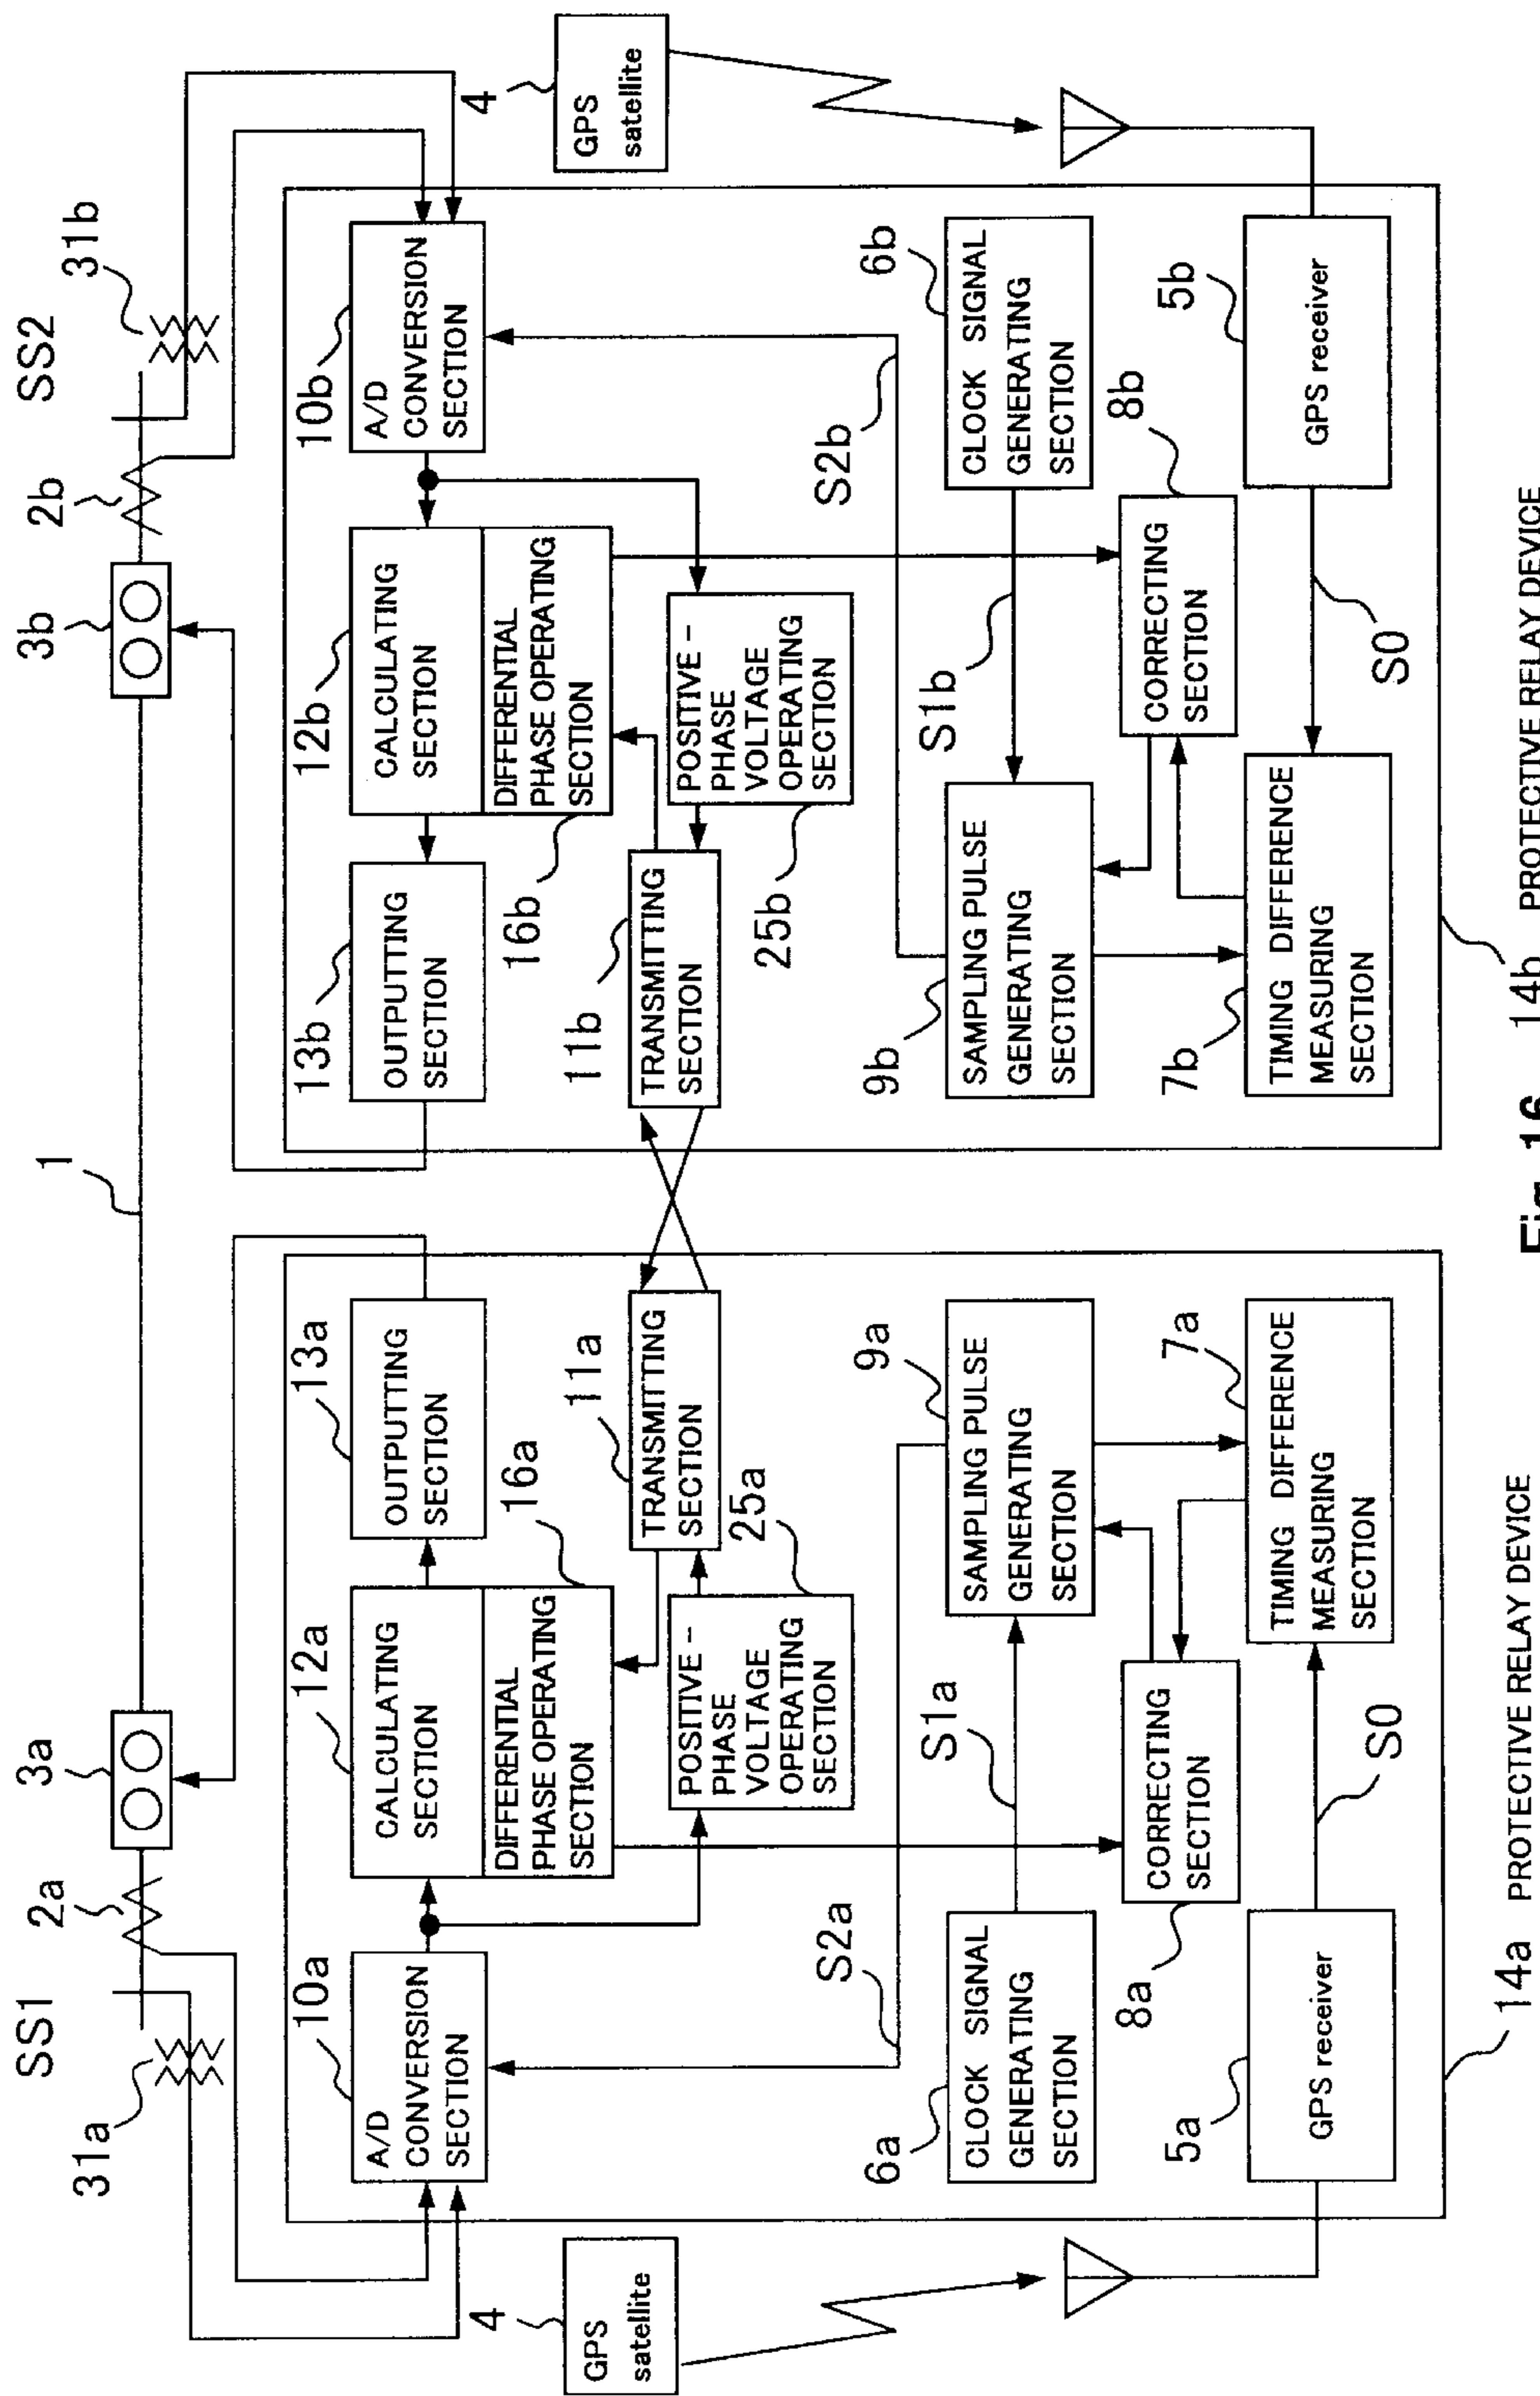 SS1
SS2
31a
2a
3a
1
3b
2b
31b
10a
A/D
CONVERSION
SECTION
12a
CALCULATING
SECTION
DIFFERENTIAL
PHASE OPERATING
SECTION
16a
13a
OUTPUTTING
SECTION
POSITIVE-
PHASE
VOLTAGE
OPERATING
SECTION
25a
11a
TRANSMITTING
SECTION
S2a
6a
CLOCK SIGNAL
GENERATING
SECTION
S1a
9a
SAMPLING PULSE
GENERATING
SECTION
8a
CORRECTING
SECTION
7a
TIMING DIFFERENCE
MEASURING
SECTION
5a
GPS receiver
S0
4
GPS
satellite
14a PROTECTIVE RELAY DEVICE
13b
OUTPUTTING
SECTION
12b
CALCULATING
SECTION
DIFFERENTIAL
PHASE OPERATING
SECTION
16b
10b
A/D
CONVERSION
SECTION
11b
TRANSMITTING
SECTION
POSITIVE-
PHASE
VOLTAGE
OPERATING
SECTION
25b
S2b
9b
SAMPLING PULSE
GENERATING
SECTION
S1b
6b
CLOCK SIGNAL
GENERATING
SECTION
8b
CORRECTING
SECTION
7b
TIMING DIFFERENCE
MEASURING
SECTION
S0
5b
GPS receiver
4
GPS
satellite
14b PROTECTIVE RELAY DEVICE
Fig. 16